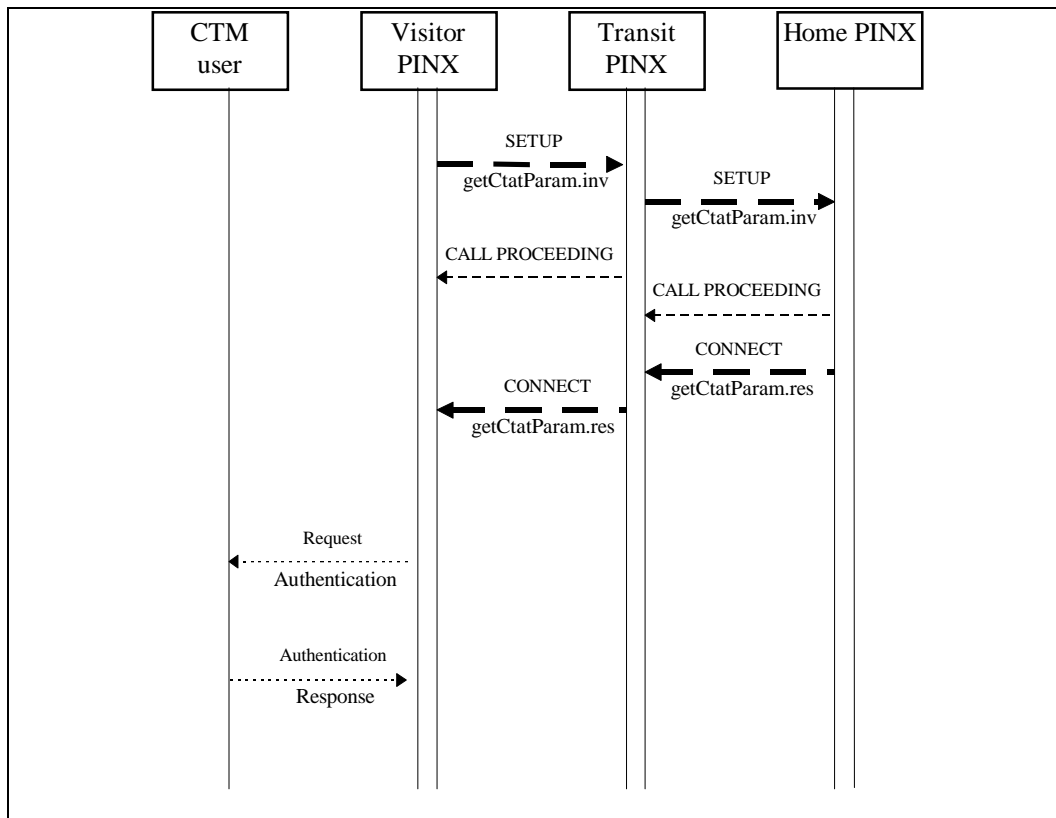 CTM
user
Visitor
PINX
Transit
PINX
Home PINX
SETUP
getCtatParam.inv
SETUP
getCtatParam.inv
CALL PROCEEDING
CALL PROCEEDING
CONNECT
getCtatParam.res
CONNECT
getCtatParam.res
Request
Authentication
Authentication
Response